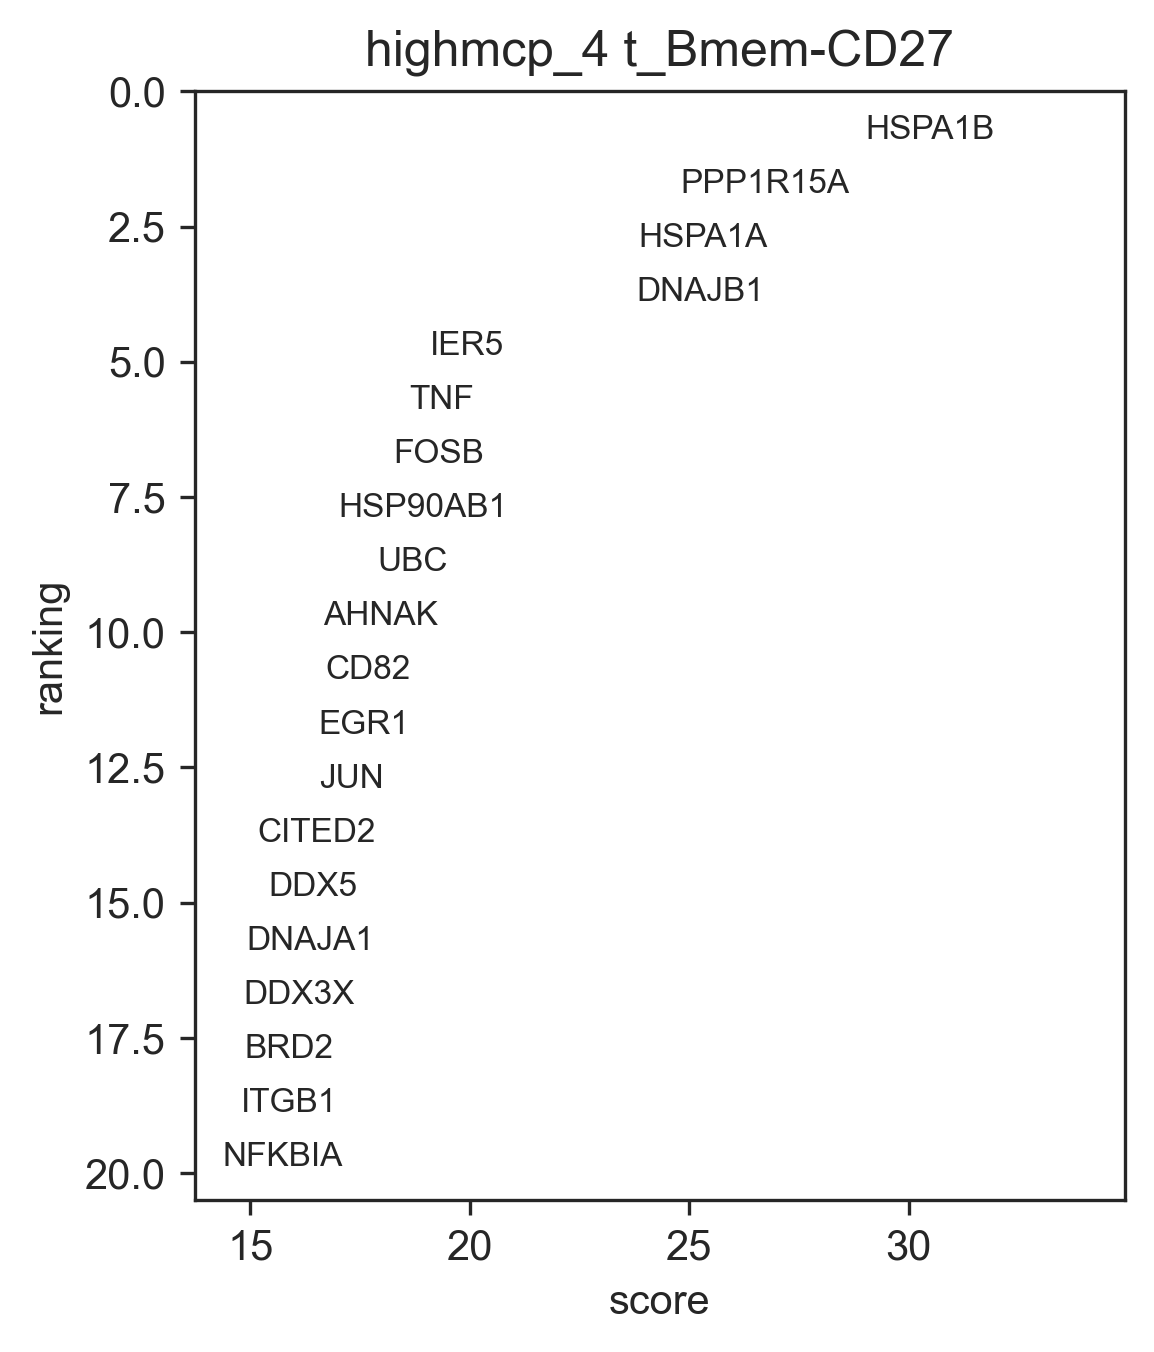 highmcp_4 t_Bmem-CD27
0.0
HSPA1B
PPP1R15A
2.5
HSPA1A
DNAJB1
IER5
5.0
TNF
FOSB
7.5
HSP90AB1
UBC
AHNAK
10.0
ranking
CD82
EGR1
12.5
JUN
CITED2
DDX5
15.0
DNAJA1
DDX3X
17.5
BRD2
ITGB1
NFKBIA
20.0
15 20 25 30
score